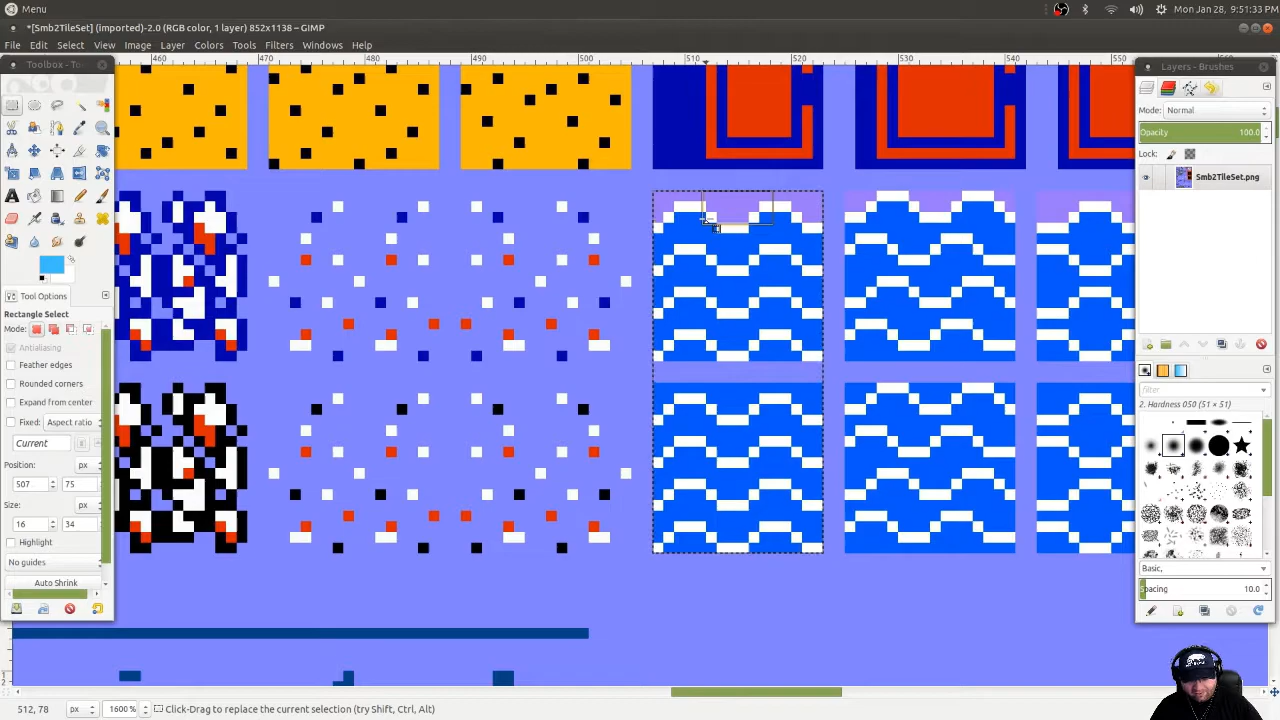 Menu
Mon Jan 28, 9:51:33 PM
*[Smb2TileSet] (imported)-2.0 (RGB color, 1 layer) 852x1138 – GIMP
File Edit Select View Image Layer Colors Tools Filters Windows Help
Toolbox - To
460 470 480 490 500 510 520 530 540 550
Layers - Brushes
Mode: Normal
Opacity 100.0
Lock:
Smb2TileSet.png
Tool Options
Rectangle Select
Mode:
Antialiasing
Feather edges
Rounded corners
Expand from center
Fixed: Aspect ratio
Current
Position: px
507 75
Size: px
16 34
Highlight
No guides
Auto Shrink
filter
2. Hardness 050 (51 × 51)
Basic,
Spacing 10.0
512, 78 px 1600 % Click-Drag to replace the current selection (try Shift, Ctrl, Alt)